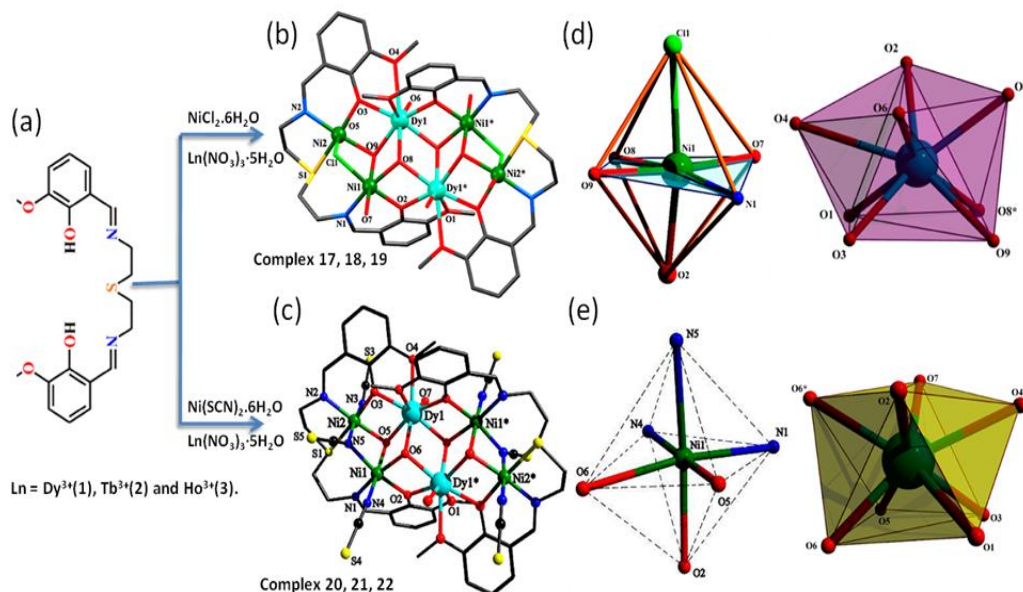 (a)
O
OH
N
S
N
OH
O
NiCl₂.6H₂O
Ln(NO₃)₃·5H₂O
Ni(SCN)₂.6H₂O
Ln(NO₃)₃·5H₂O
Ln = Dy³⁺(1), Tb³⁺(2) and Ho³⁺(3).
(b)
O4
N2
O3
O6
O5
Dy1
Ni1*
Ni2
O9
Cl1
O8
S1
Ni1
Dy1*
Ni2*
O7
O2
O1
N1
Complex 17, 18, 19
(c)
S3
O4
N2
N3
O7
O3
Dy1
Ni2
Ni1*
S5
N5
O5
S1
O6
Ni1
Dy1*
Ni2*
N1
N4
O2
O1
S4
Complex 20, 21, 22
(d)
Cl1
O8
Ni1
O7
O9
N1
O2
O2
O
O6
O4
O1
O8*
O3
O9
(e)
N5
N4
Ni1
N1
O6
O5
O2
O7
O6*
O2
O4
O5
O3
O6
O1